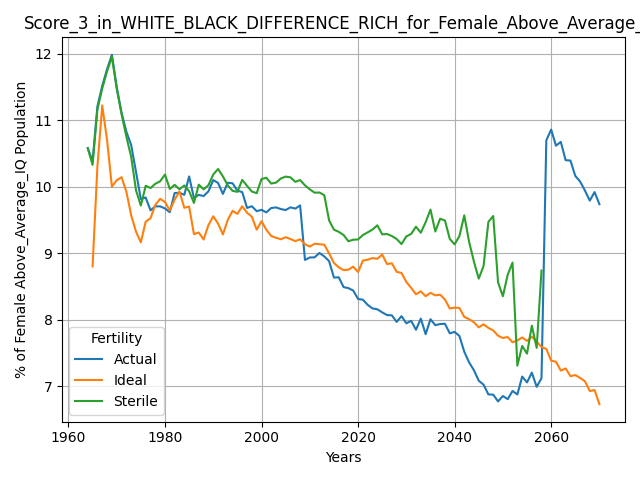 Score_3_in_WHITE_BLACK_DIFFERENCE_RICH_for_Female_Above_Average_
12
11
10
9
8
7
% of Female Above_Average_IQ Population
Fertility
Actual
Ideal
Sterile
1960
1980
2000
2020
2040
2060
Years